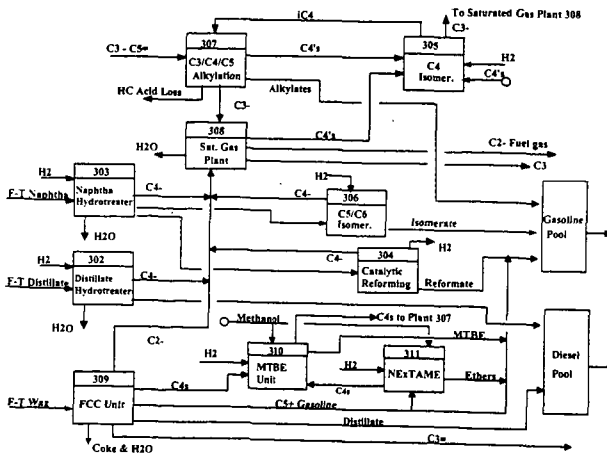 iC4
To Saturated Gas Plant 308
C3-
307
C3 - C5=
C3/C4/C5
Alkylation
C4's
305
C4
Isomer.
H2
C4's
HC Acid Loss
C3-
Alkylates
308
Sat. Gas
Plant
H2O
C4's
C2- Fuel gas
C3
303
H2
Naphtha
Hydrotreater
F-T Naphtha
C4-
H2O
H2
C4-
306
C5/C6
Isomer.
Isomerate
Gasoline
Pool
302
H2
Distillate
Hydrotreater
F-T Distillate
C4-
H2O
304
Catalytic
Reforming
C4-
H2
Reformate
C2-
Methanol
C4s to Plant 307
MTBE
310
MTBE
Unit
H2
311
NExTAME
H2
C4s
Ethers
Diesel
Pool
309
FCC Unit
F-T Wax
C4s
C5+ Gasoline
Distillate
C3=
Coke & H2O